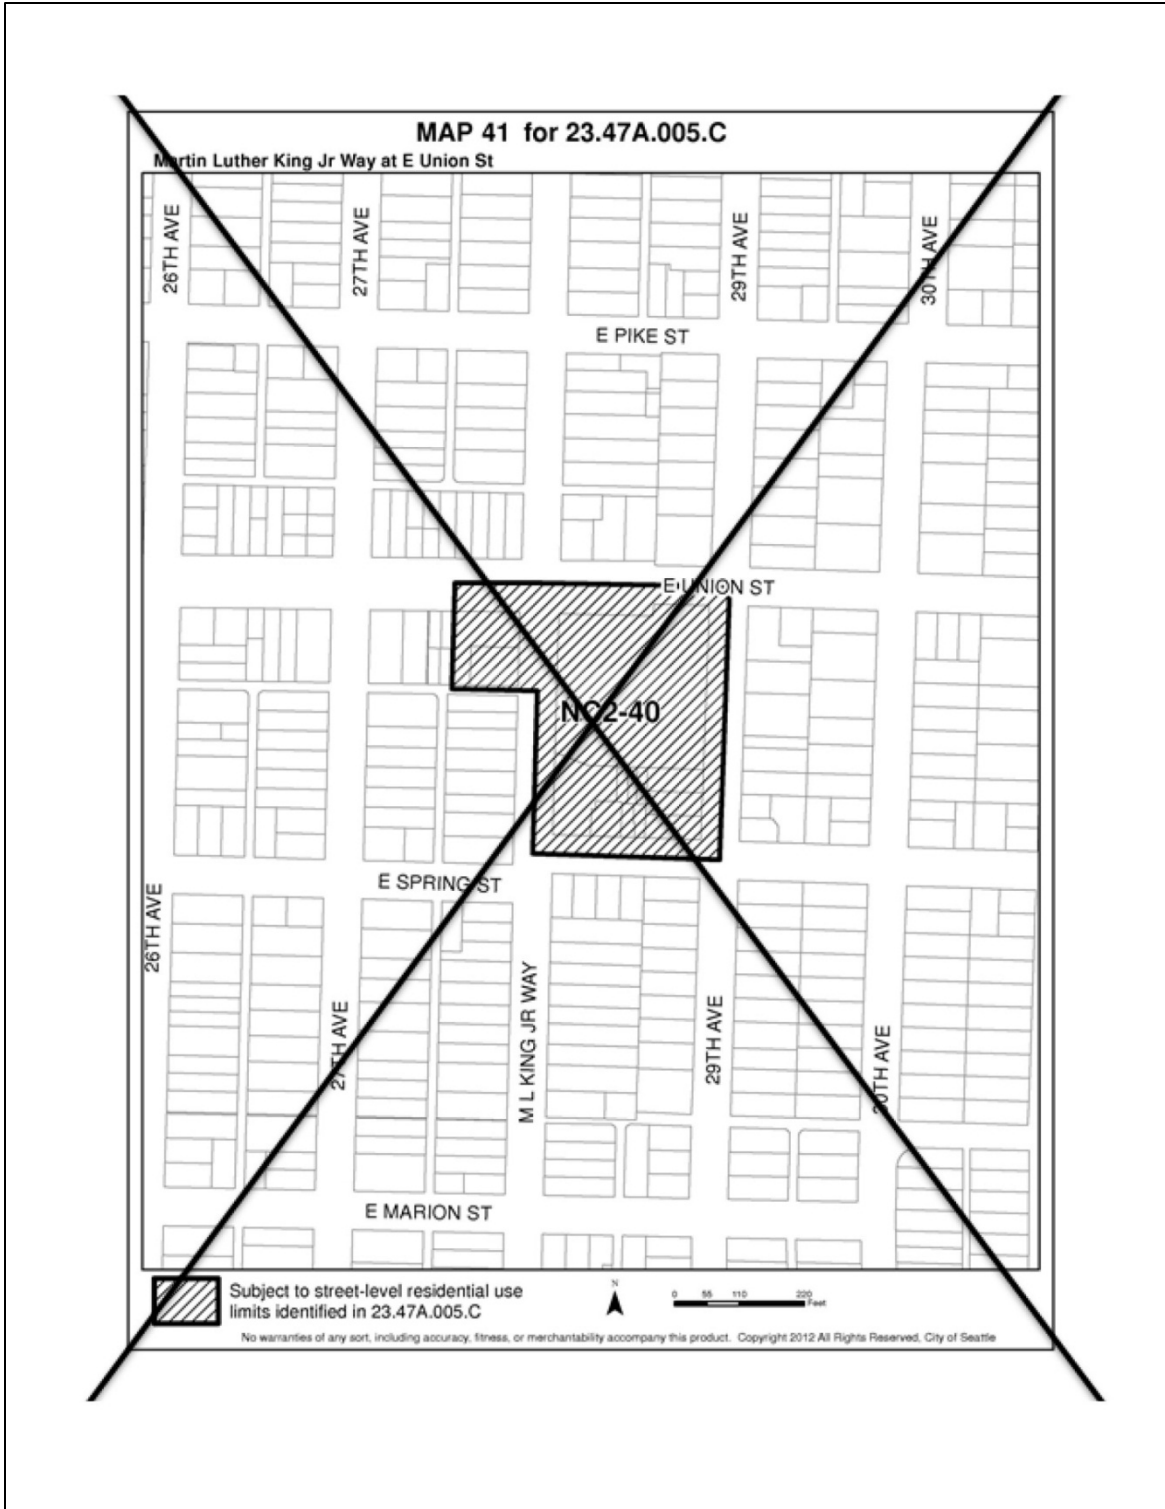 MAP 41 for 23.47A.005.C
Martin Luther King Jr Way at E Union St
26TH AVE
27TH AVE
29TH AVE
30TH AVE
E PIKE ST
E UNION ST
NC2-40
E SPRING ST
26TH AVE
27TH AVE
M L KING JR WAY
29TH AVE
30TH AVE
E MARION ST
Subject to street-level residential use
limits identified in 23.47A.005.C
N
0 55 110 220
Feet
No warranties of any sort, including accuracy, fitness, or merchantability accompany this product. Copyright 2012 All Rights Reserved, City of Seattle